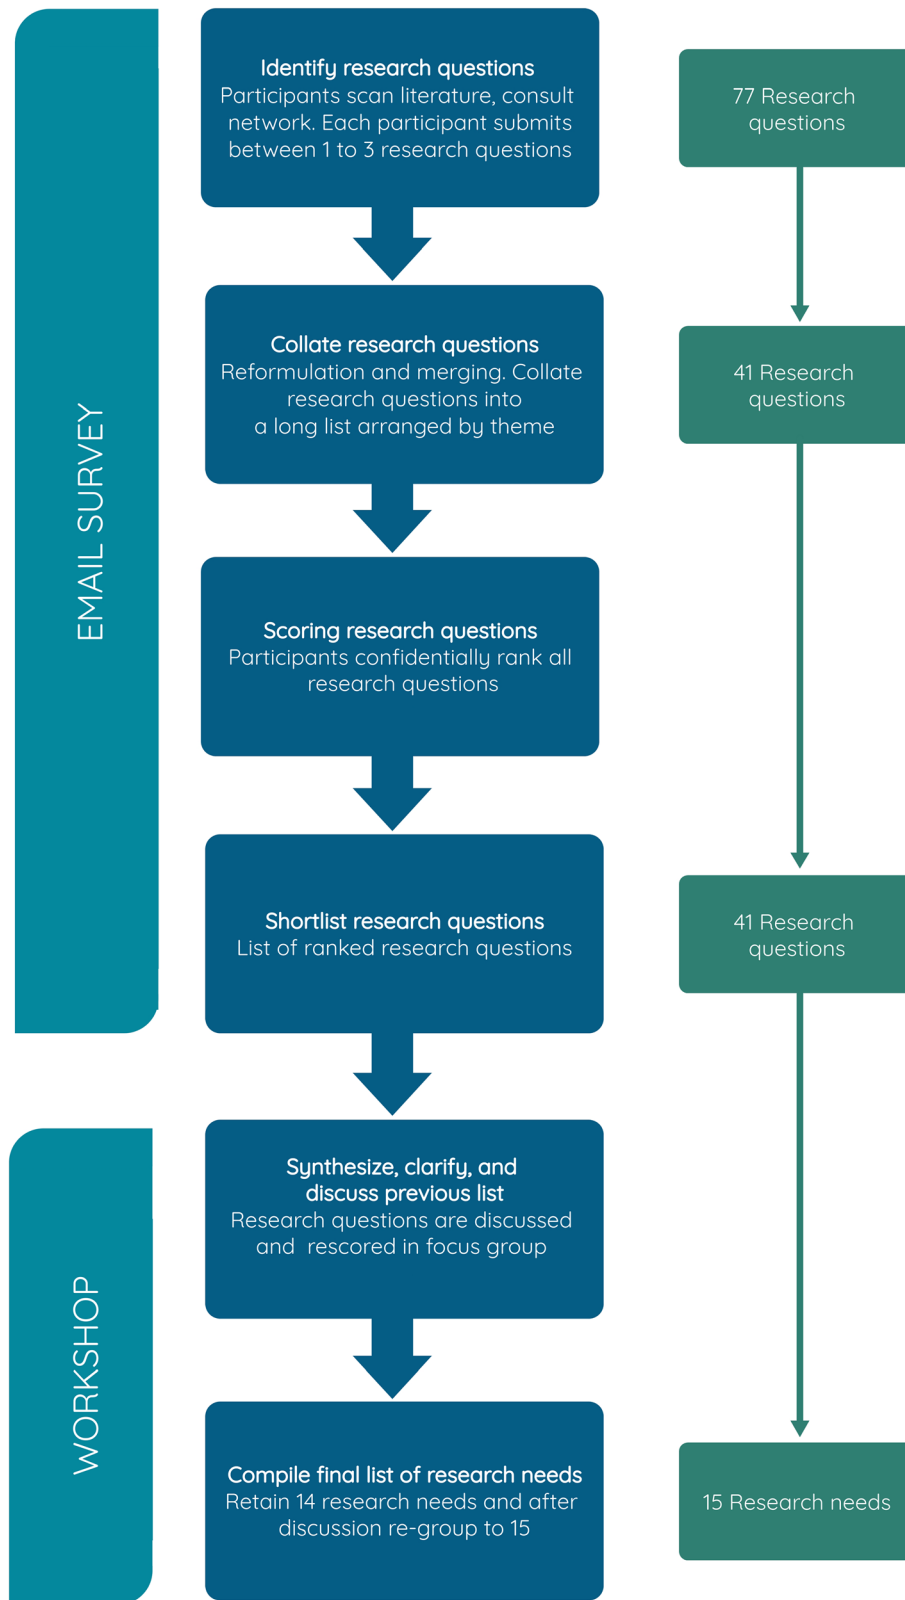 EMAIL SURVEY
Identify research questions
Participants scan literature, consult
network. Each participant submits
between 1 to 3 research questions
77 Research
questions
Collate research questions
Reformulation and merging. Collate
research questions into
a long list arranged by theme
41 Research
questions
Scoring research questions
Participants confidentially rank all
research questions
Shortlist research questions
List of ranked research questions
41 Research
questions
WORKSHOP
Synthesize, clarify, and
discuss previous list
Research questions are discussed
and rescored in focus group
Compile final list of research needs
Retain 14 research needs and after
discussion re-group to 15
15 Research needs